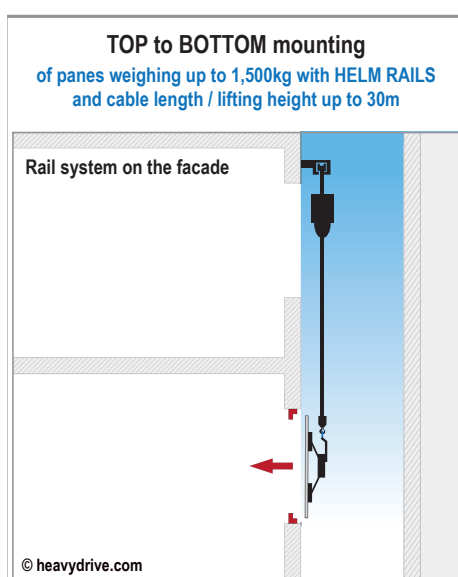 TOP to BOTTOM mounting
of panes weighing up to 1,500kg with HELM RAILS
and cable length / lifting height up to 30m
Rail system on the facade
© heavydrive.com